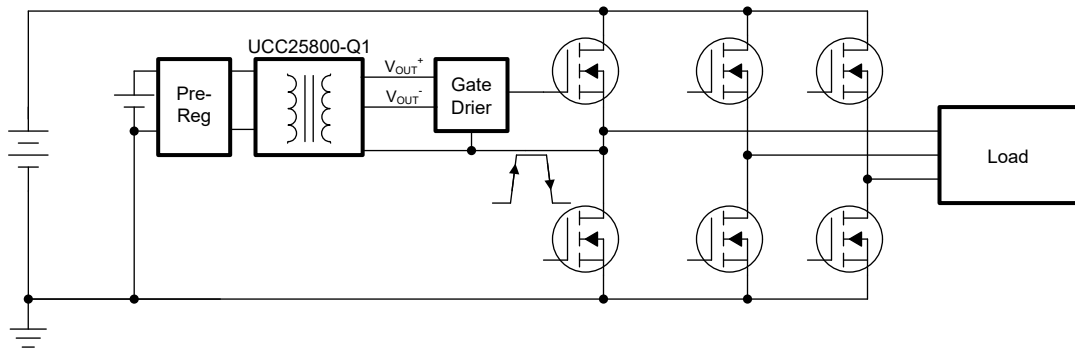 UCC25800-Q1
Pre-
Reg
VOUT+
VOUT-
Gate
Drier
Load